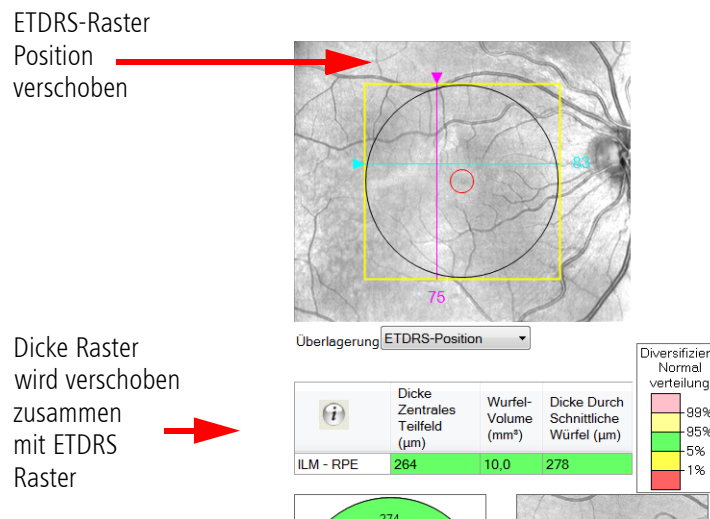 ETDRS-Raster
Position
verschoben
83
75
Überlagerung ETDRS-Position
Dicke Raster
wird verschoben
zusammen
mit ETDRS
Raster
Dicke
Zentrales
Teilfeld
(µm)
Wurfel-
Volume
(mm³)
Dicke Durch
Schnittliche
Würfel (µm)
ILM - RPE 264 10,0 278
Diversifizier
Normal
verteilung
99%
95%
5%
1%
274